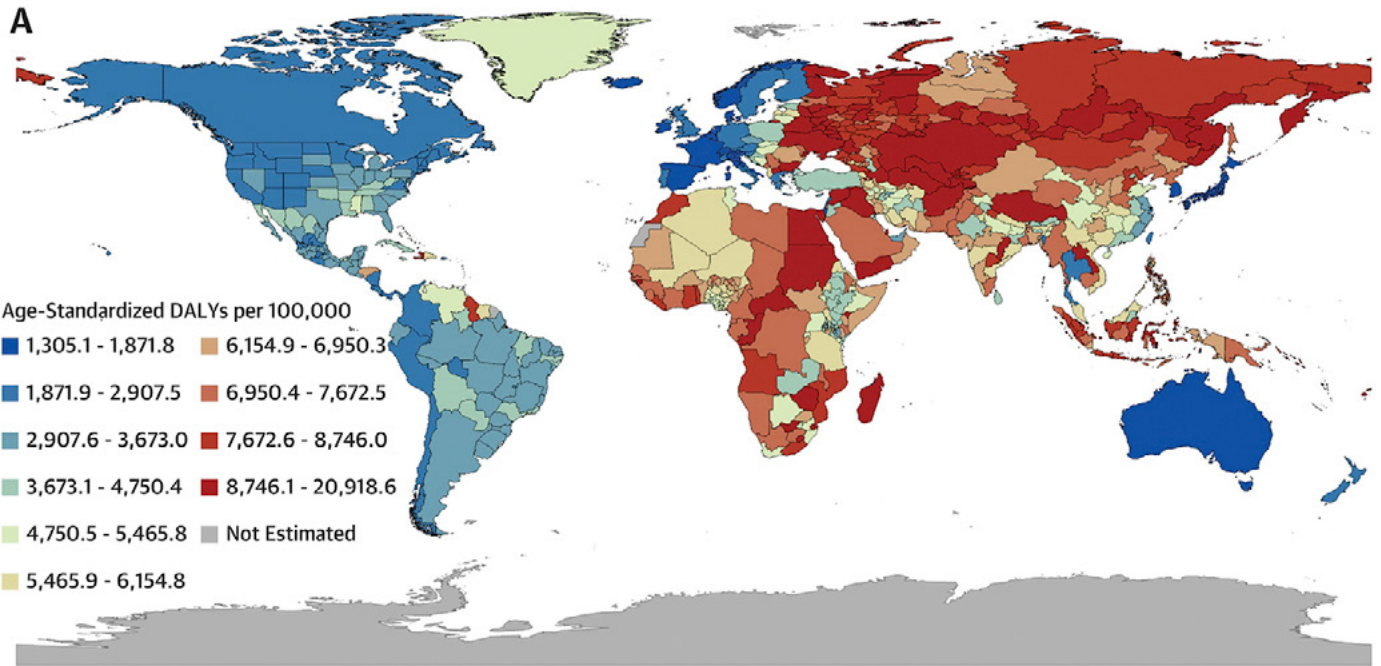 A
Age-Standardized DALYs per 100,000
1,305.1 - 1,871.8
1,871.9 - 2,907.5
2,907.6 - 3,673.0
3,673.1 - 4,750.4
4,750.5 - 5,465.8
5,465.9 - 6,154.8
6,154.9 - 6,950.3
6,950.4 - 7,672.5
7,672.6 - 8,746.0
8,746.1 - 20,918.6
Not Estimated